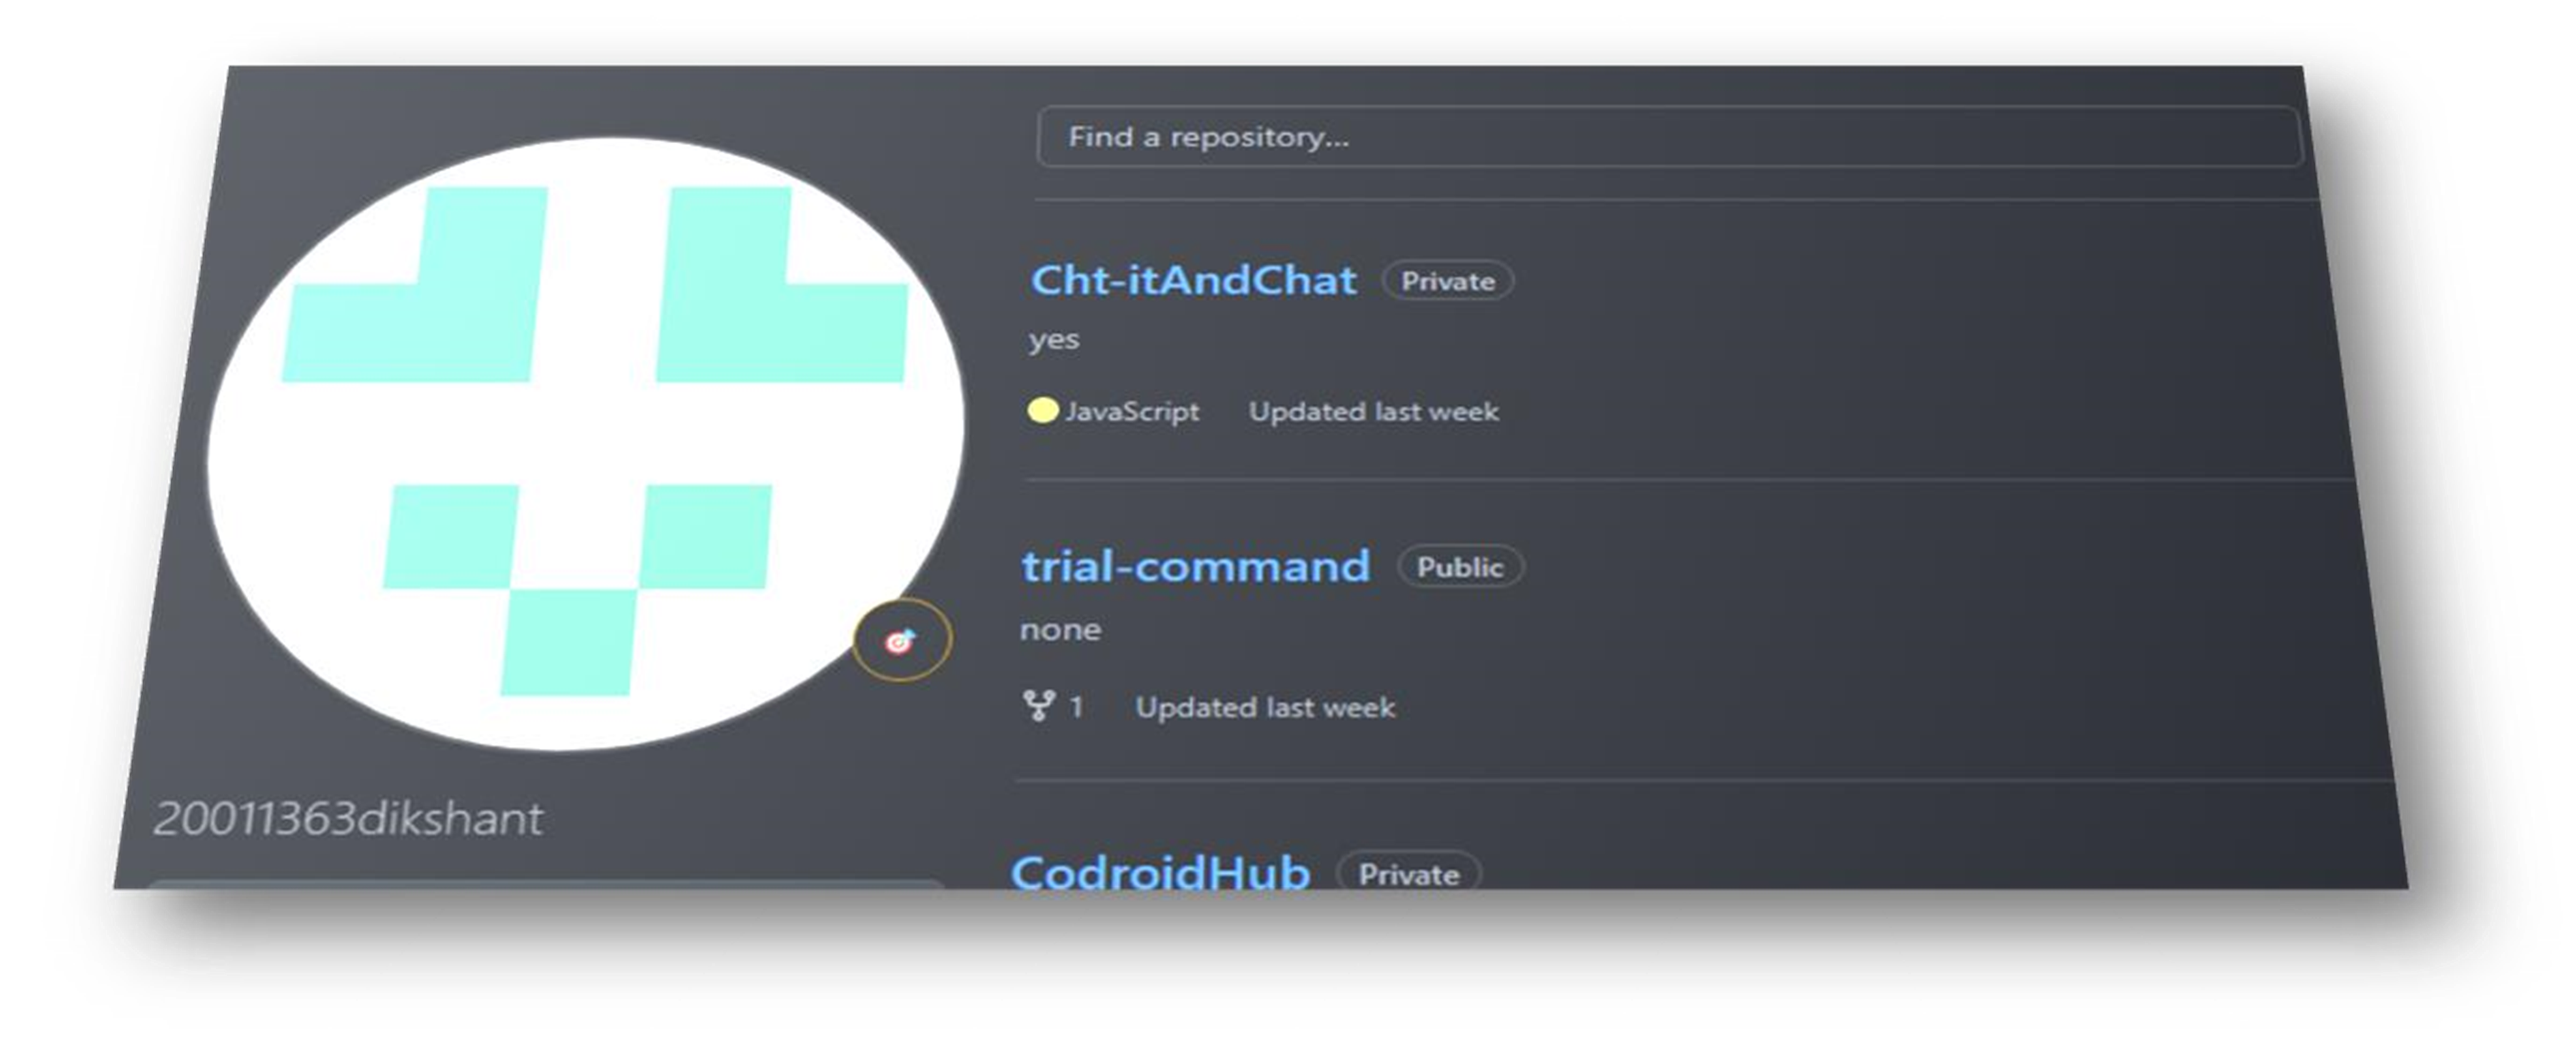 Find a repository...
Cht-itAndChat Private
yes
JavaScript Updated last week
trial-command Public
none
1 Updated last week
20011363dikshant
CodroidHub Private